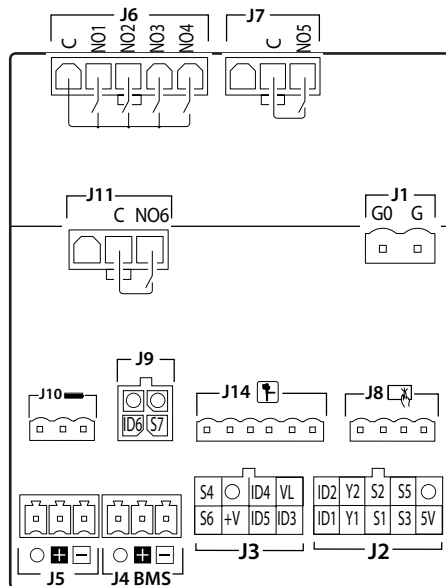 J6 J7
C NO1 NO2 NO3 NO4 C NO5
J11 J1
C NO6 G0 G
J9
J10 J14 J8
ID6 S7
S4 ID4 VL ID2 Y2 S2 S5
S6 +V ID5 ID3 ID1 Y1 S1 S3 5V
J3 J2
J5 J4 BMS